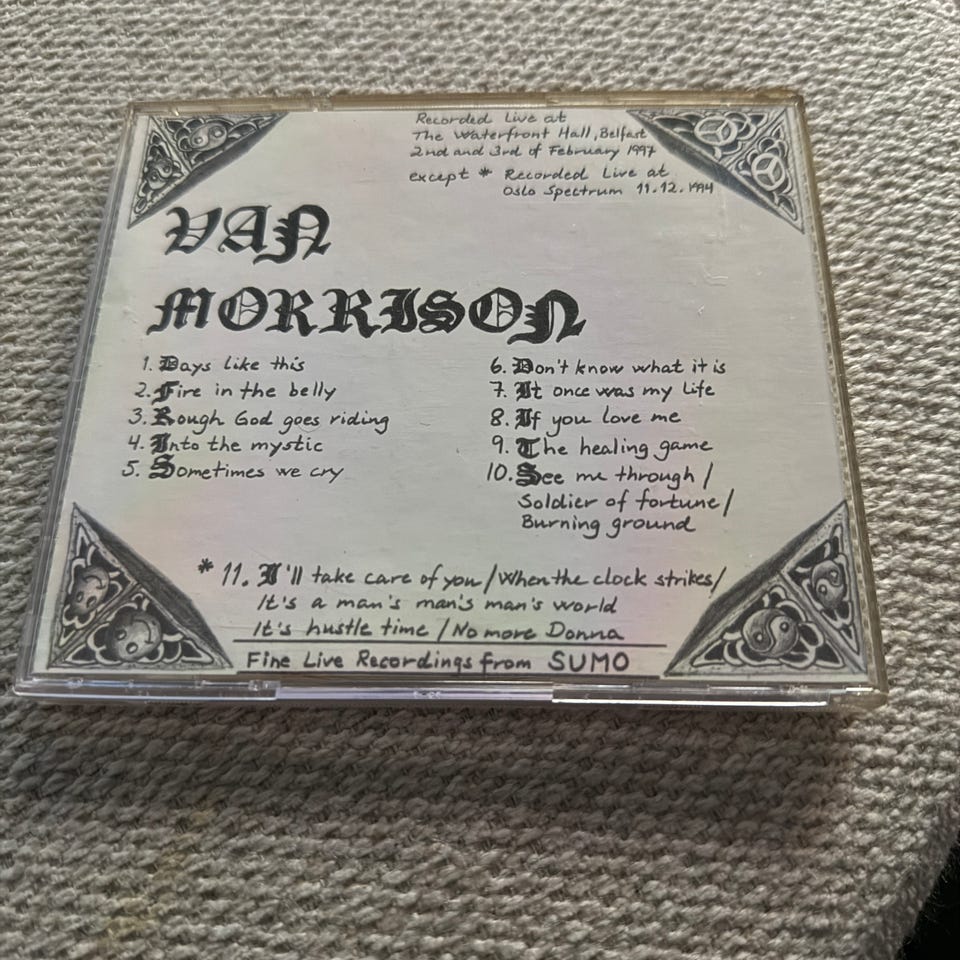 Recorded Live at
The Waterfront Hall, Belfast
2nd and 3rd of February 1997
except * Recorded Live at
Oslo Spectrum 11.12.1994
VAN
MORRISON
1. Days like this
2. Fire in the belly
3. Rough God goes riding
4. Into the mystic
5. Sometimes we cry
6. Don't know what it is
7. It once was my life
8. If you love me
9. The healing game
10. See me through /
Soldier of fortune /
Burning ground
* 11. I'll take care of you / When the clock strikes /
It's a man's man's man's world
It's hustle time / No more Donna
Fine Live Recordings from SUMO